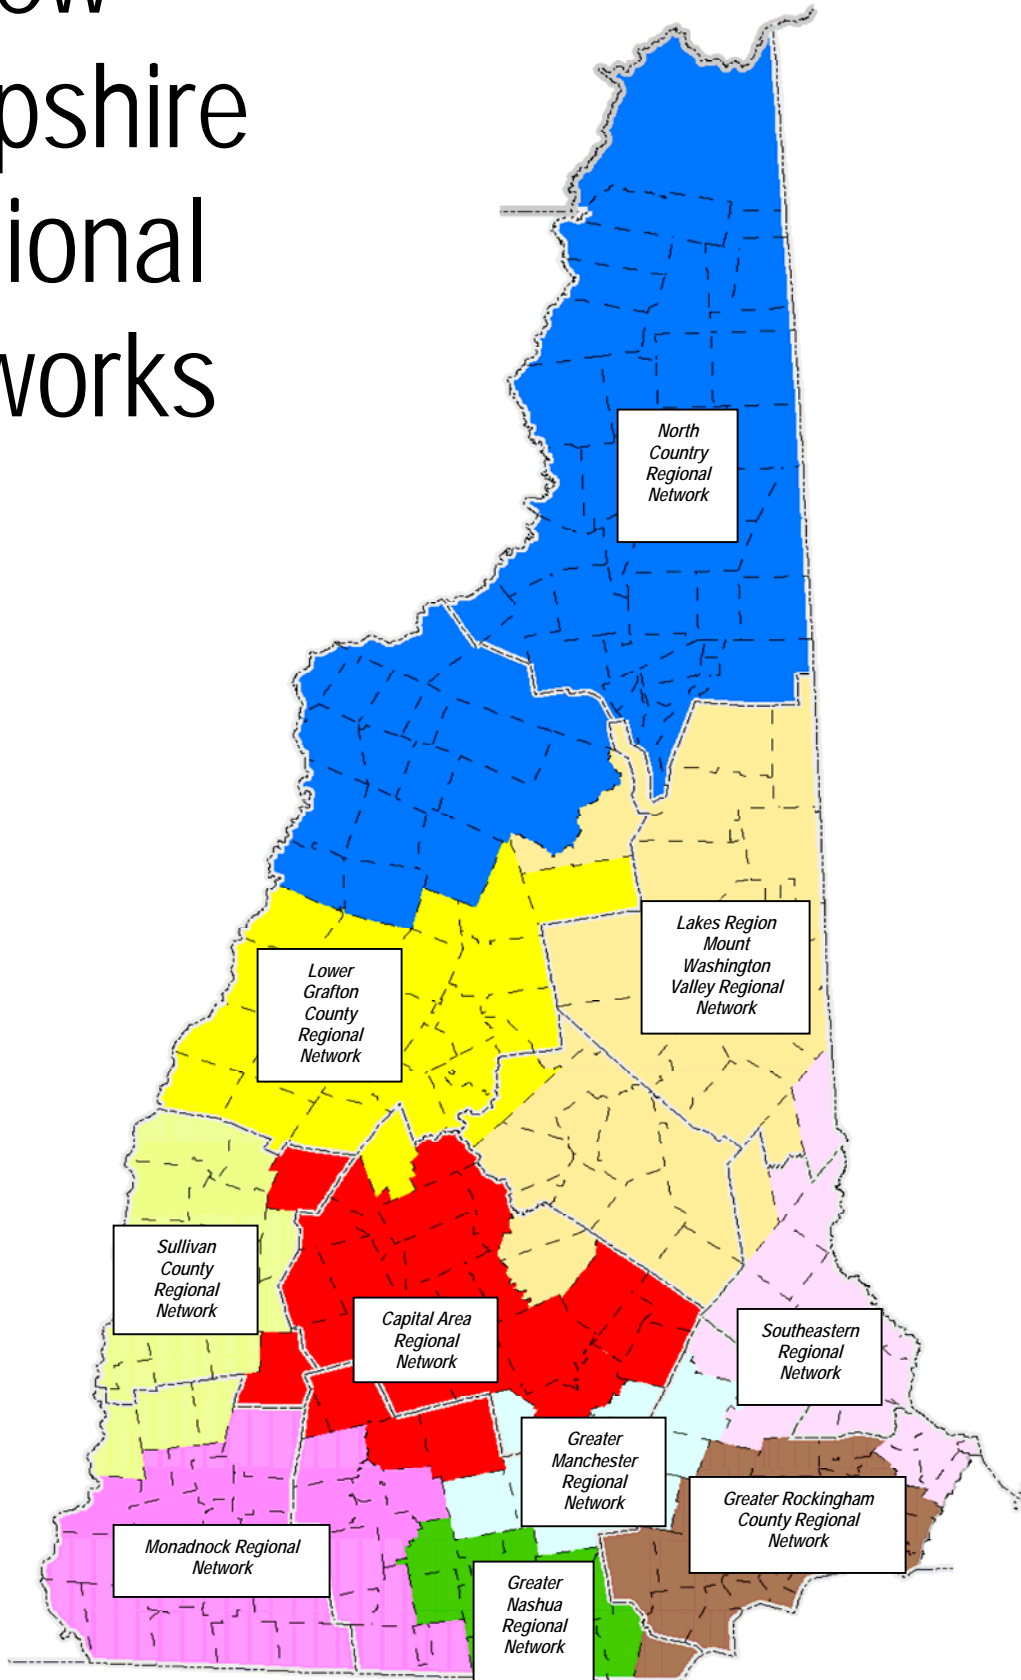 pshire
ional
works
North
Country
Regional
Network
Lakes Region
Mount
Washington
Valley Regional
Network
Lower
Grafton
County
Regional
Network
Sullivan
County
Regional
Network
Capital Area
Regional
Network
Southeastern
Regional
Network
Greater
Manchester
Regional
Network
Greater Rockingham
County Regional
Network
Monadnock Regional
Network
Greater
Nashua
Regional
Network